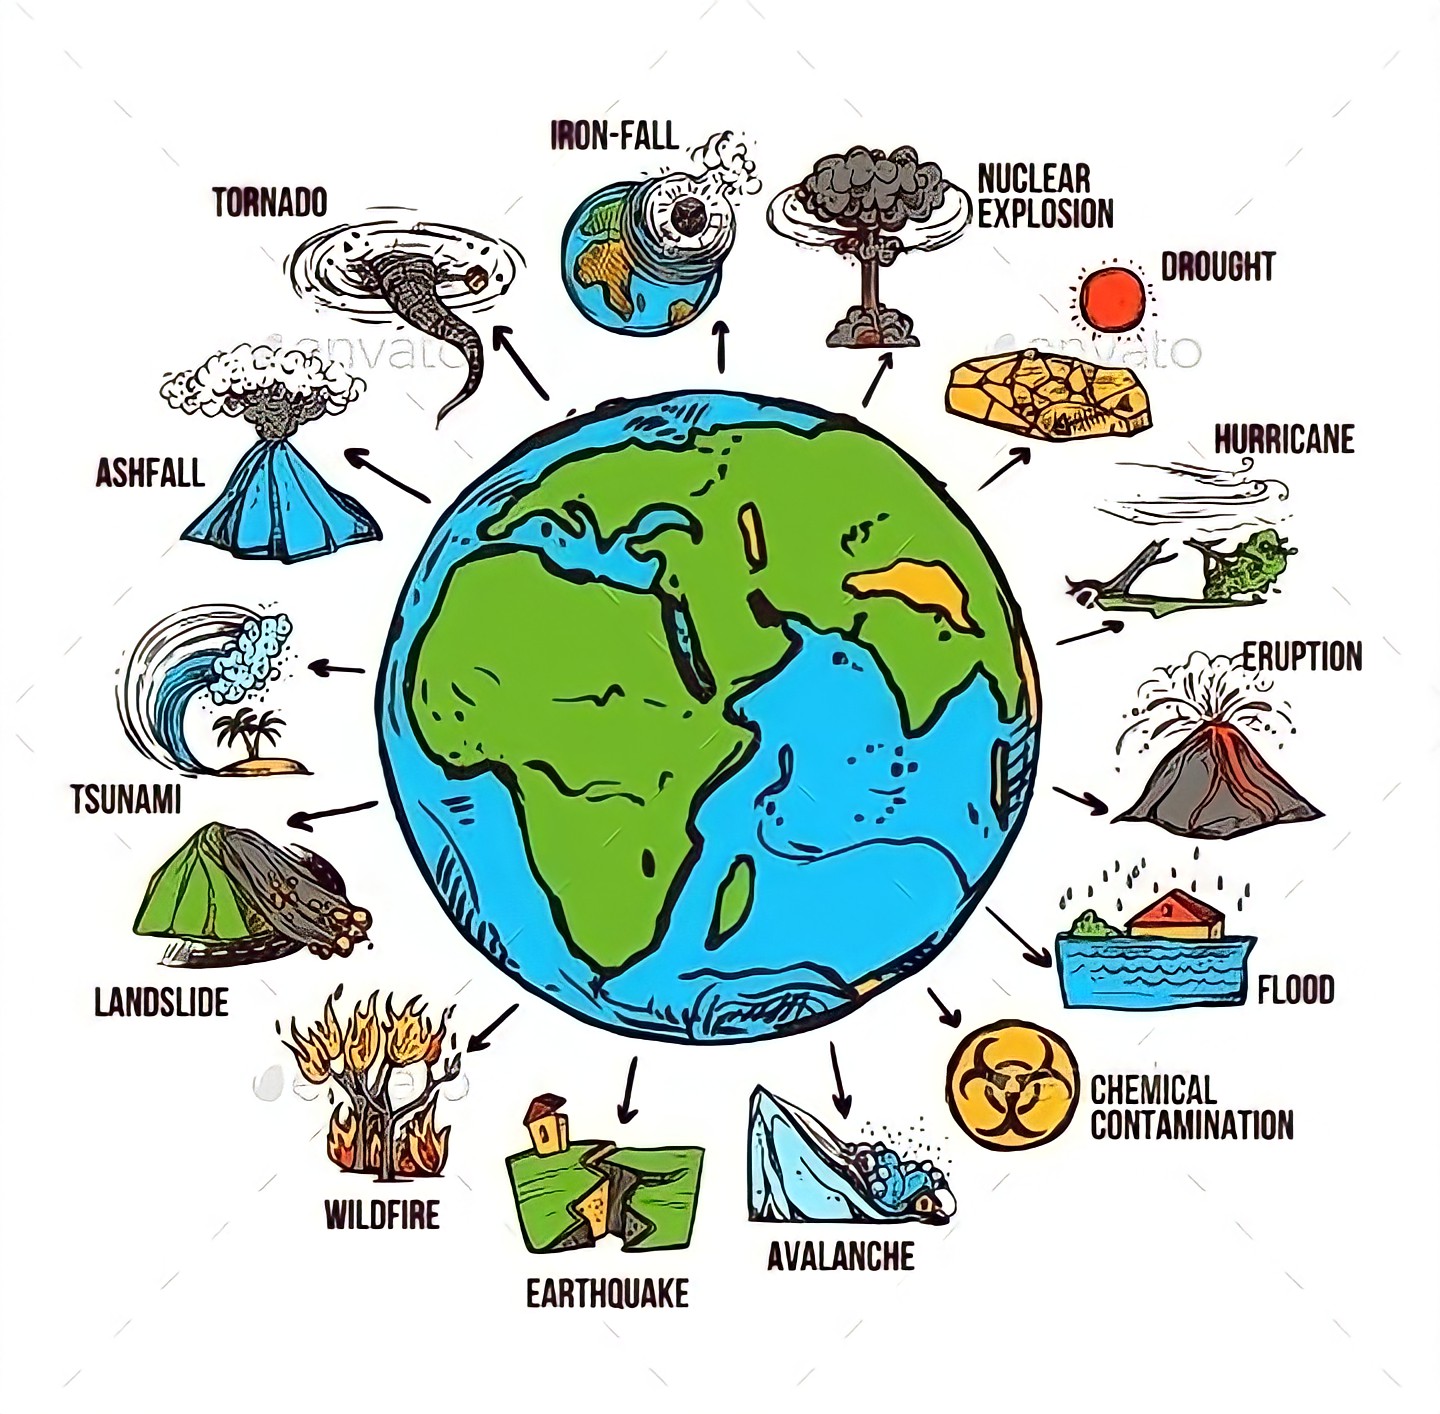 IRON-FALL
NUCLEAR
EXPLOSION
TORNADO
DROUGHT
envato
envato
HURRICANE
ASHFALL
ERUPTION
TSUNAMI
FLOOD
LANDSLIDE
CHEMICAL
CONTAMINATION
WILDFIRE
AVALANCHE
EARTHQUAKE